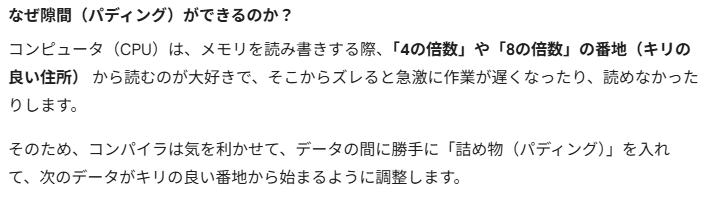 なぜ隙間（パディング）ができるのか？
コンピュータ（CPU）は、メモリを読み書きする際、「4の倍数」や「8の倍数」の番地（キリの
良い住所） から読むのが大好きで、そこからズレると急激に作業が遅くなったり、読めなかった
りします。
そのため、コンパイラは気を利かせて、データの間に勝手に「詰め物（パディング）」を入れ
て、次のデータがキリの良い番地から始まるように調整します。